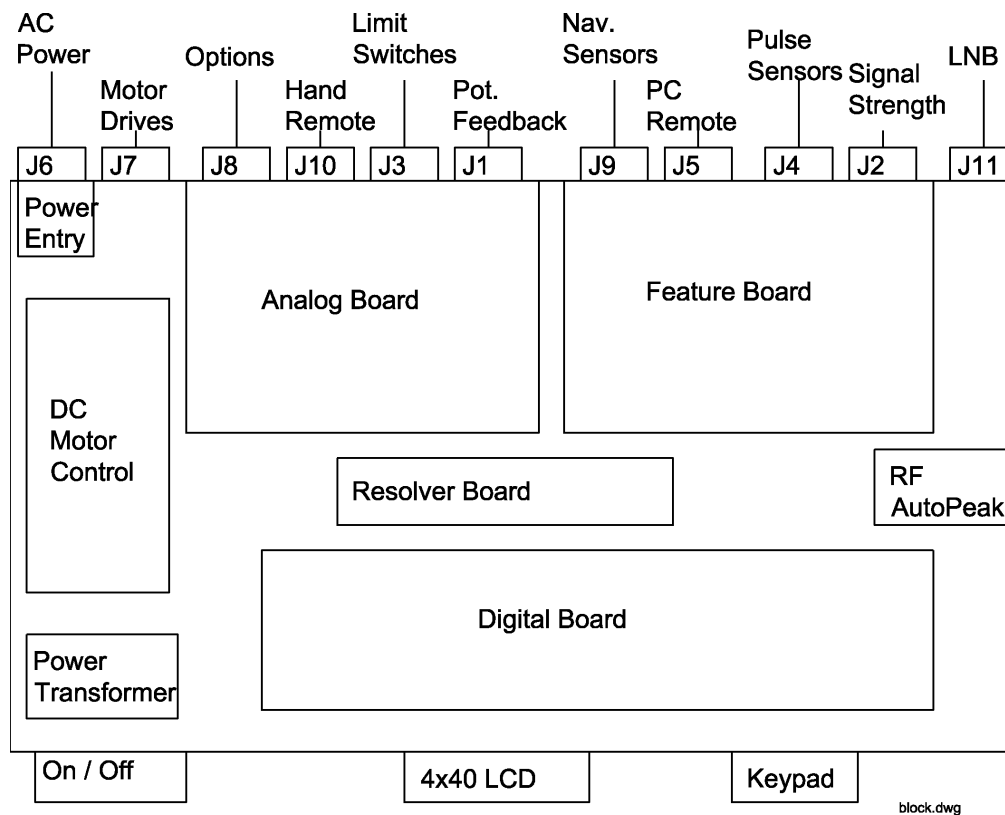 AC
Power
Options
Limit
Switches
Nav.
Sensors
Pulse
Sensors
Signal
Strength
LNB
Motor
Drives
Hand
Remote
Pot.
Feedback
PC
Remote
J6
J7
J8
J10
J3
J1
J9
J5
J4
J2
J11
Power
Entry
Analog Board
Feature Board
DC
Motor
Control
Resolver Board
RF
AutoPeak
Digital Board
Power
Transformer
On / Off
4x40 LCD
Keypad
block.dwg